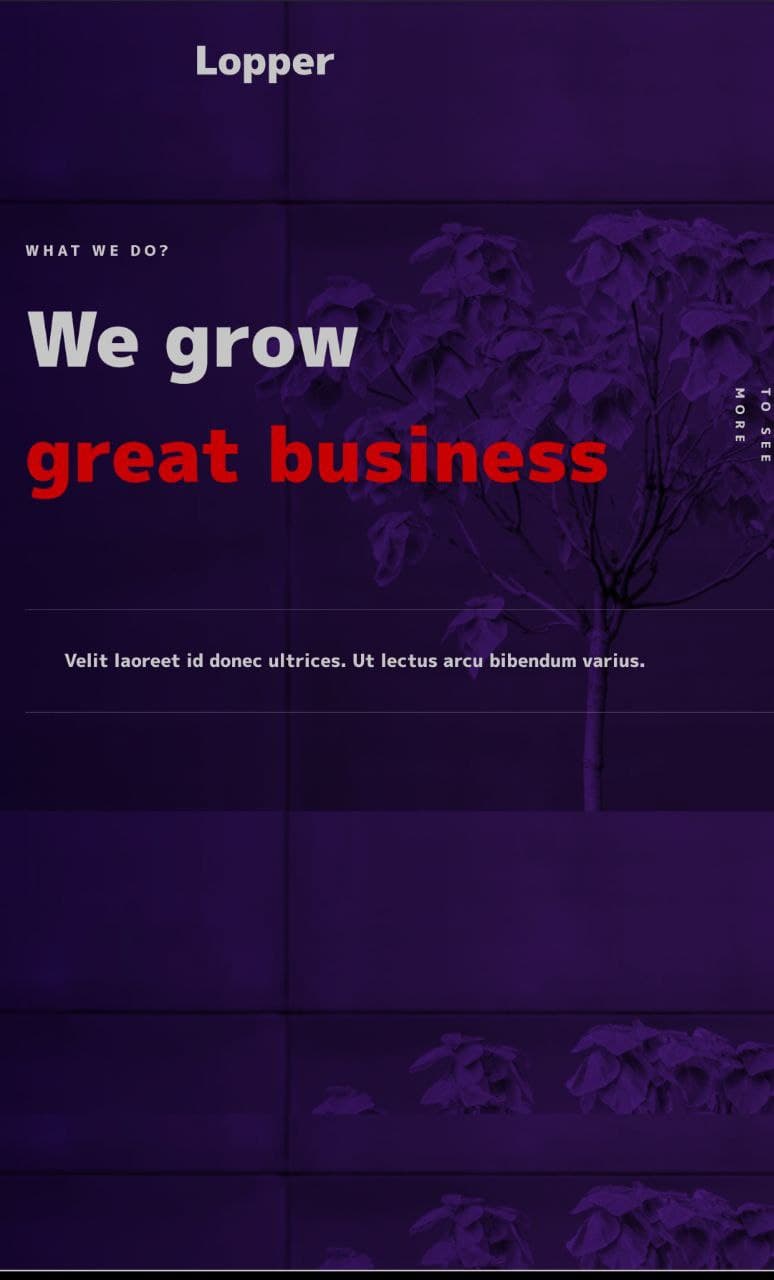 Lopper
WHAT WE DO?
We grow
great business
TO SEE
MORE
Velit laoreet id donec ultrices. Ut lectus arcu bibendum varius.